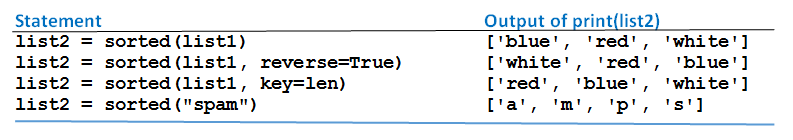 Statement Output of print(list2)
list2 = sorted(list1) ['blue', 'red', 'white']
list2 = sorted(list1, reverse=True) ['white', 'red', 'blue']
list2 = sorted(list1, key=len) ['red', 'blue', 'white']
list2 = sorted("spam") ['a', 'm', 'p', 's']